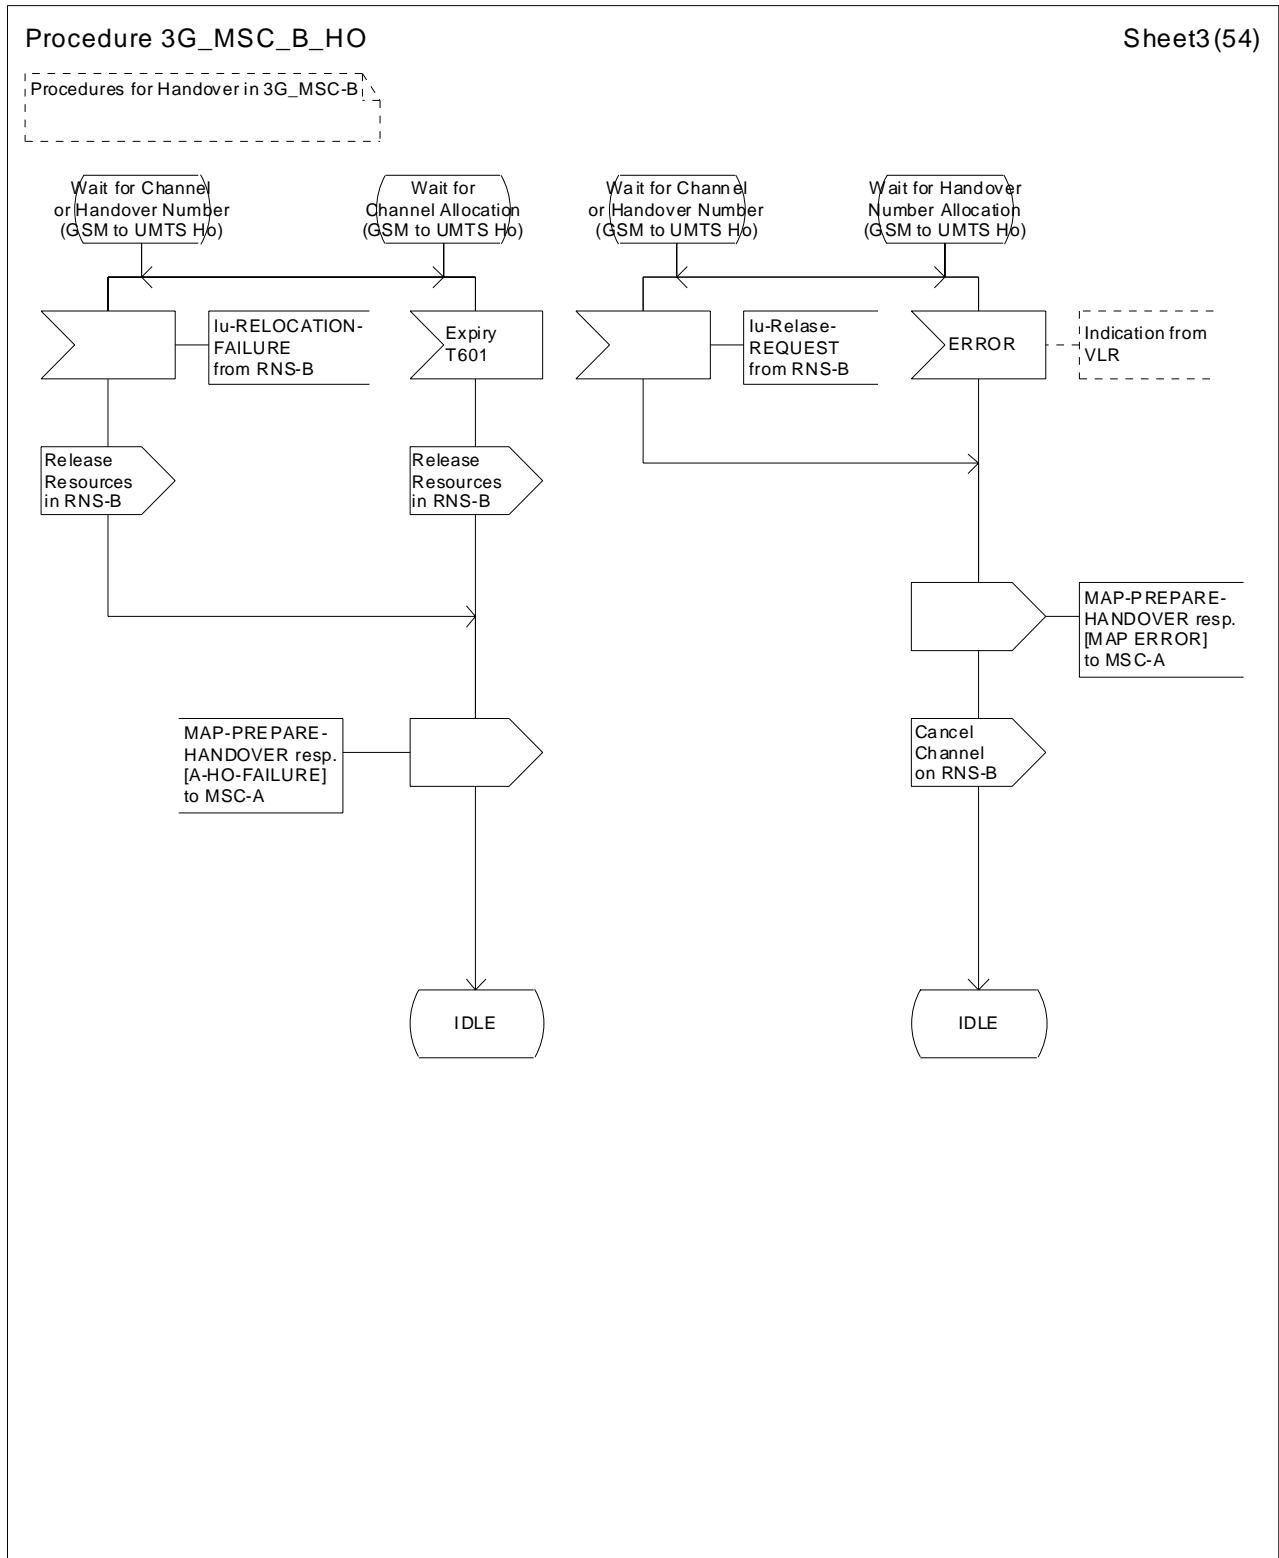 Procedure 3G_MSC_B_HO
Sheet3(54)
Procedures for Handover in 3G_MSC-B
Wait for Channel
or Handover Number
(GSM to UMTS Ho)
Wait for
Channel Allocation
(GSM to UMTS Ho)
Wait for Channel
or Handover Number
(GSM to UMTS Ho)
Wait for Handover
Number Allocation
(GSM to UMTS Ho)
Iu-RELOCATION-
FAILURE
from RNS-B
Expiry
T601
Iu-Relase-
REQUEST
from RNS-B
ERROR
Indication from
VLR
Release
Resources
in RNS-B
Release
Resources
in RNS-B
MAP-PREPARE-
HANDOVER resp.
[MAP ERROR]
to MSC-A
MAP-PREPARE-
HANDOVER resp.
[A-HO-FAILURE]
to MSC-A
Cancel
Channel
on RNS-B
IDLE
IDLE